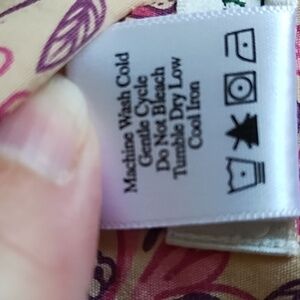 Machine Wash Cold
Gentle Cycle
Do Not Bleach
Tumble Dry Low
Cool Iron